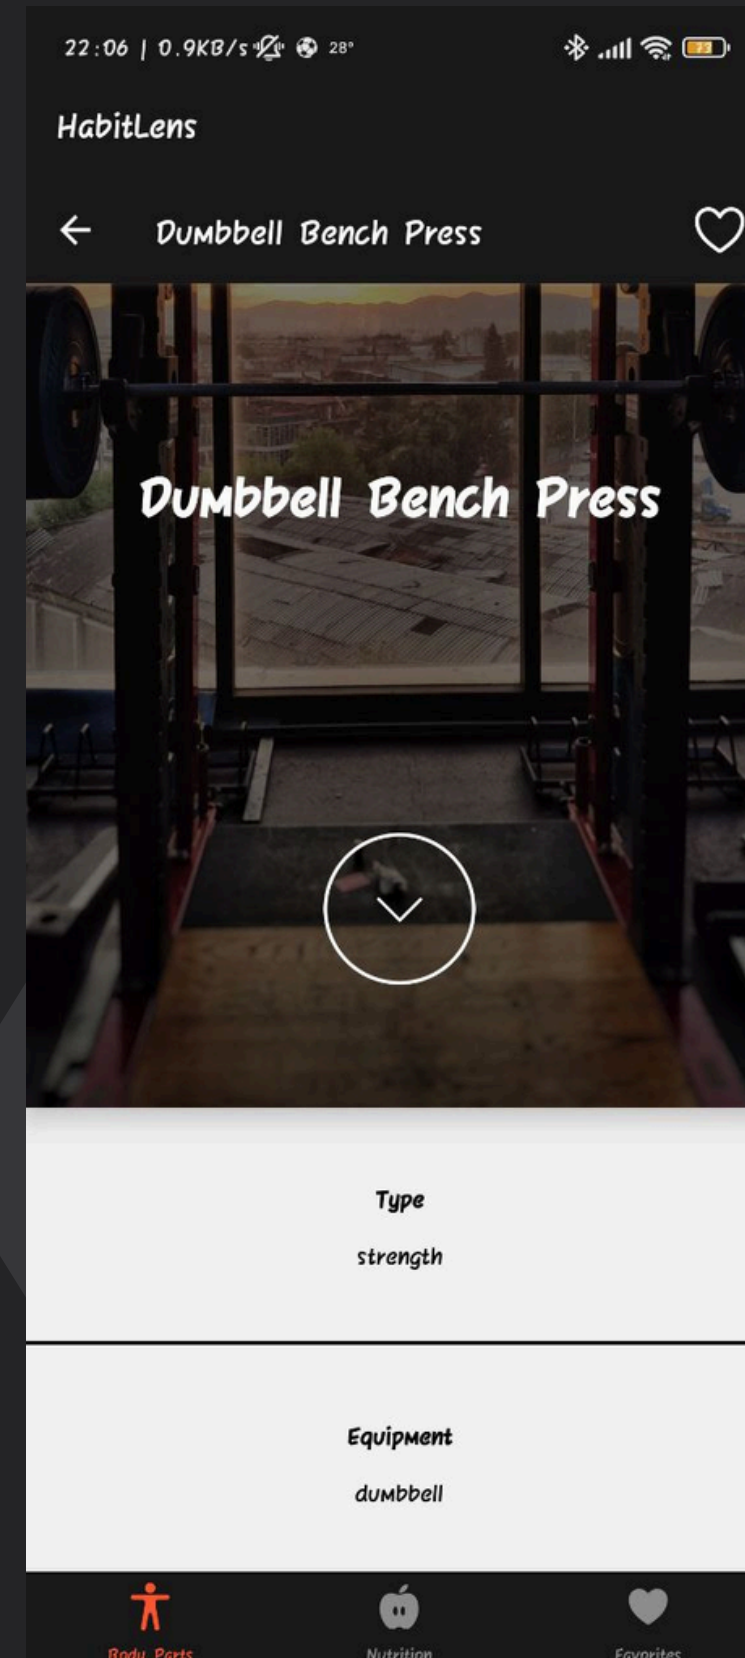 22:06 | 0.9KB/s 28°
73
HabitLens
Dumbbell Bench Press
Dumbbell Bench Press
Type
strength
Equipment
dumbbell
Body Parts
Nutrition
Favorites